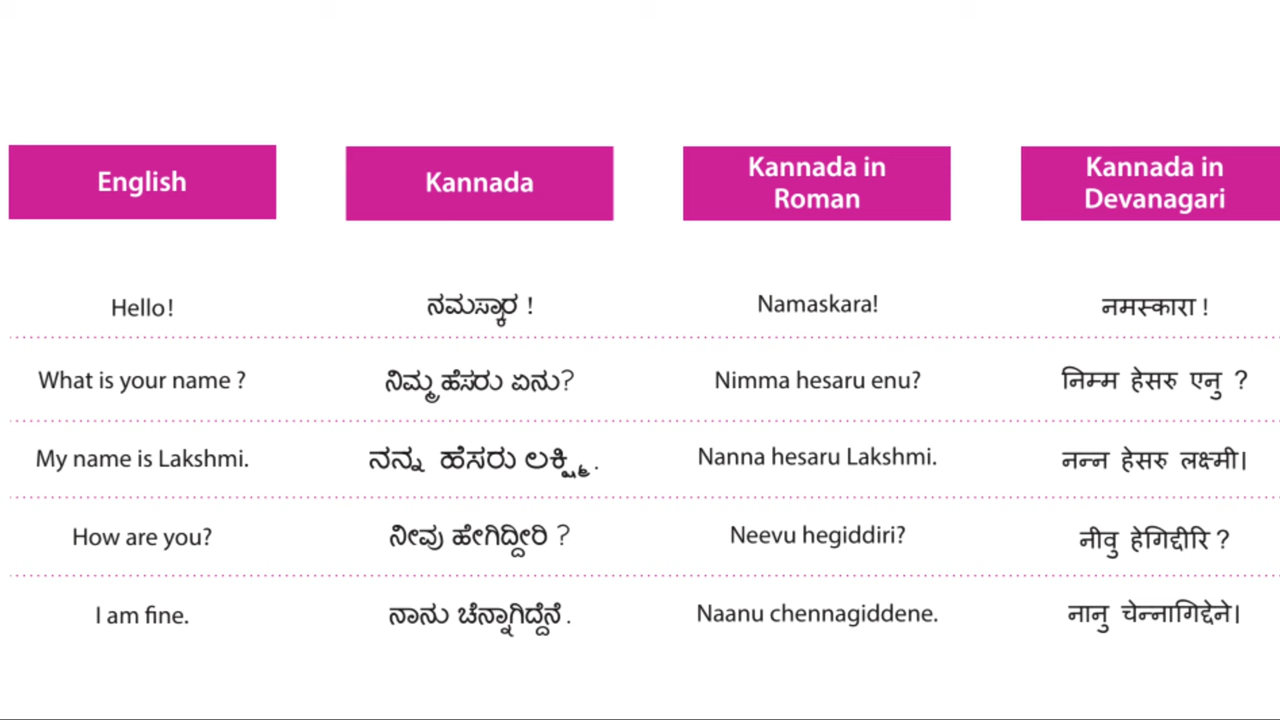 English Kannada Kannada in Roman Kannada in Devanagari
Hello! ನಮಸ್ಕಾರ ! Namaskara! नमस्कारा !
What is your name ? ನಿಮ್ಮ ಹೆಸರು ಏನು? Nimma hesaru enu? निम्म हेसरु एनु ?
My name is Lakshmi. ನನ್ನ ಹೆಸರು ಲಕ್ಷ್ಮಿ. Nanna hesaru Lakshmi. नन्न हेसरु लक्ष्मी।
How are you? ನೀವು ಹೇಗಿದ್ದೀರಿ ? Neevu hegiddiri? नीवु हेगिद्दीरि ?
I am fine. ನಾನು ಚೆನ್ನಾಗಿದ್ದೆನೆ. Naanu chennagiddene. नानु चेन्नागिद्देने।